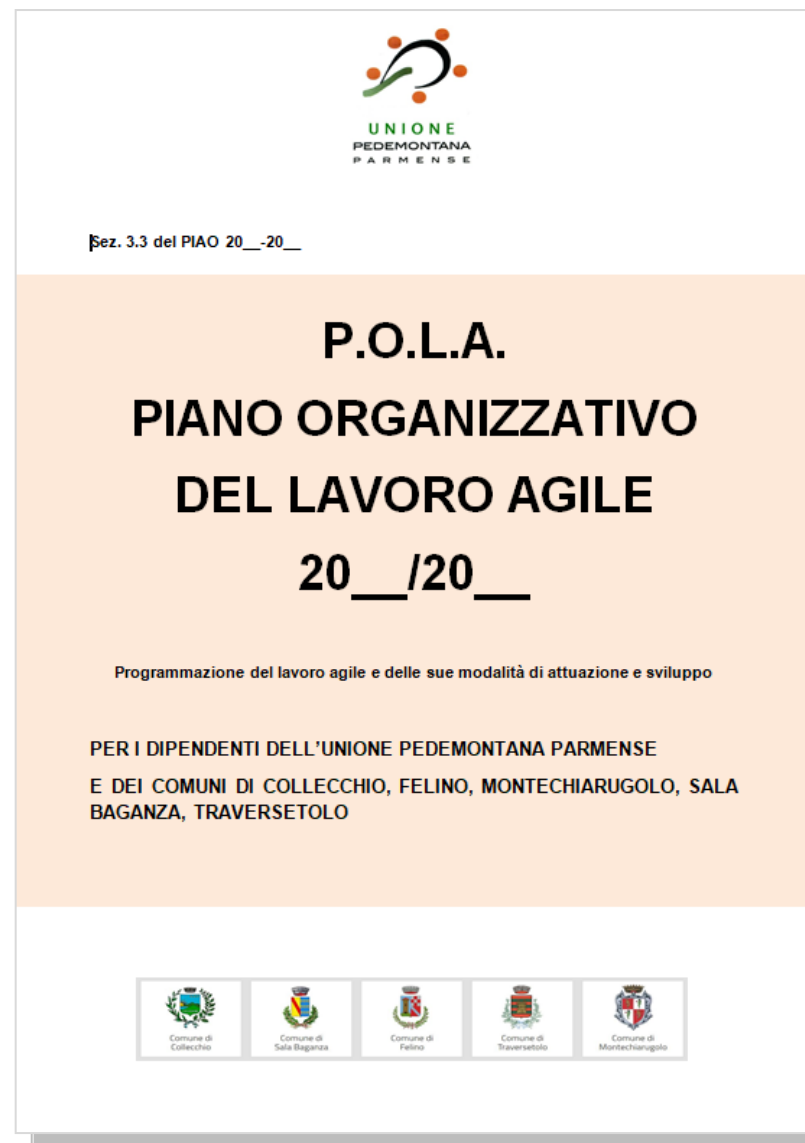 UNIONE
PEDEMONTANA
PARMENSE
Sez. 3.3 del PIAO 20__-20__
P.O.L.A.
PIANO ORGANIZZATIVO
DEL LAVORO AGILE
20__/20__
Programmazione del lavoro agile e delle sue modalità di attuazione e sviluppo
PER I DIPENDENTI DELL’UNIONE PEDEMONTANA PARMENSE
E DEI COMUNI DI COLLECCHIO, FELINO, MONTECHIARUGOLO, SALA
BAGANZA, TRAVERSETOLO
Comune di
Collecchio
Comune di
Sala Baganza
Comune di
Felino
Comune di
Traversetolo
Comune di
Montechiarugolo